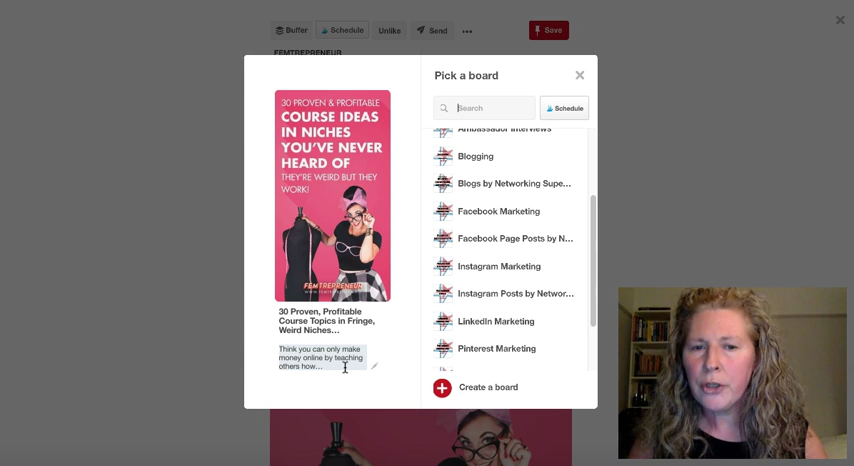 Buffer
Schedule
Unlike
Send
Save
FEMTREPRENEUR
Pick a board
Search
Schedule
Ambassador Interviews
Blogging
Blogs by Networking Supe...
Facebook Marketing
Facebook Page Posts by N...
Instagram Marketing
Instagram Posts by Networ...
LinkedIn Marketing
Pinterest Marketing
Create a board
30 PROVEN & PROFITABLE
COURSE IDEAS
IN NICHES
YOU'VE NEVER
HEARD OF
THEY'RE WEIRD BUT THEY
WORK!
FEMTREPRENEUR
30 Proven, Profitable
Course Topics in Fringe,
Weird Niches...
Think you can only make
money online by teaching
others how...